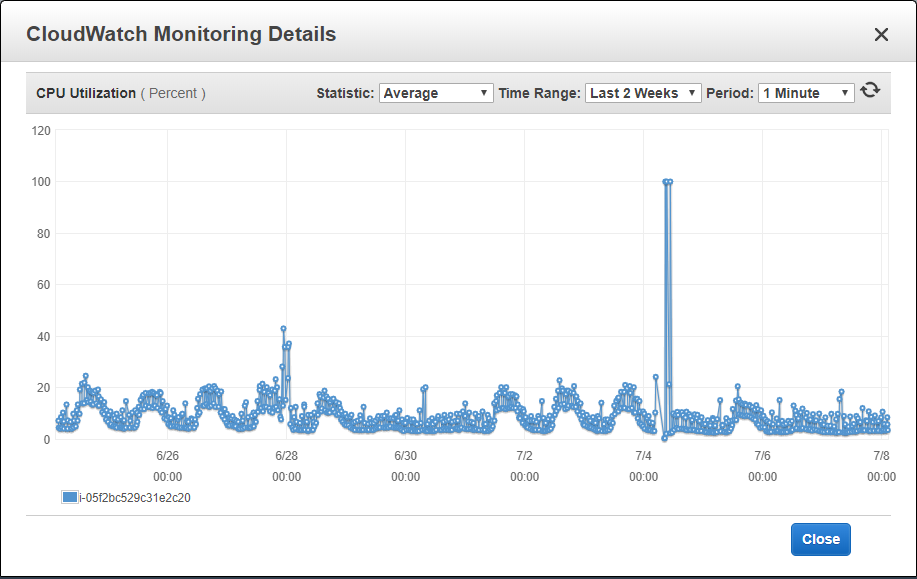 CloudWatch Monitoring Details
CPU Utilization ( Percent ) Statistic: Average Time Range: Last 2 Weeks Period: 1 Minute
120
100
80
60
40
20
0
6/26 6/28 6/30 7/2 7/4 7/6 7/8
00:00 00:00 00:00 00:00 00:00 00:00 00:00
i-05f2bc529c31e2c20
Close